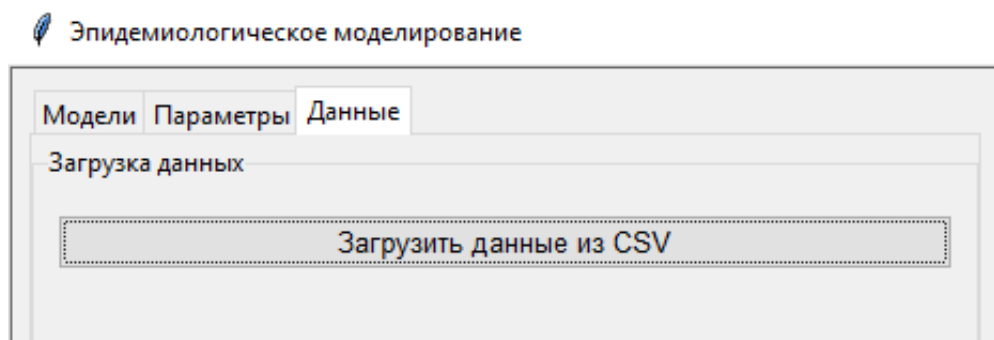 Эпидемиологическое моделирование
Модели Параметры Данные
Загрузка данных
Загрузить данные из CSV